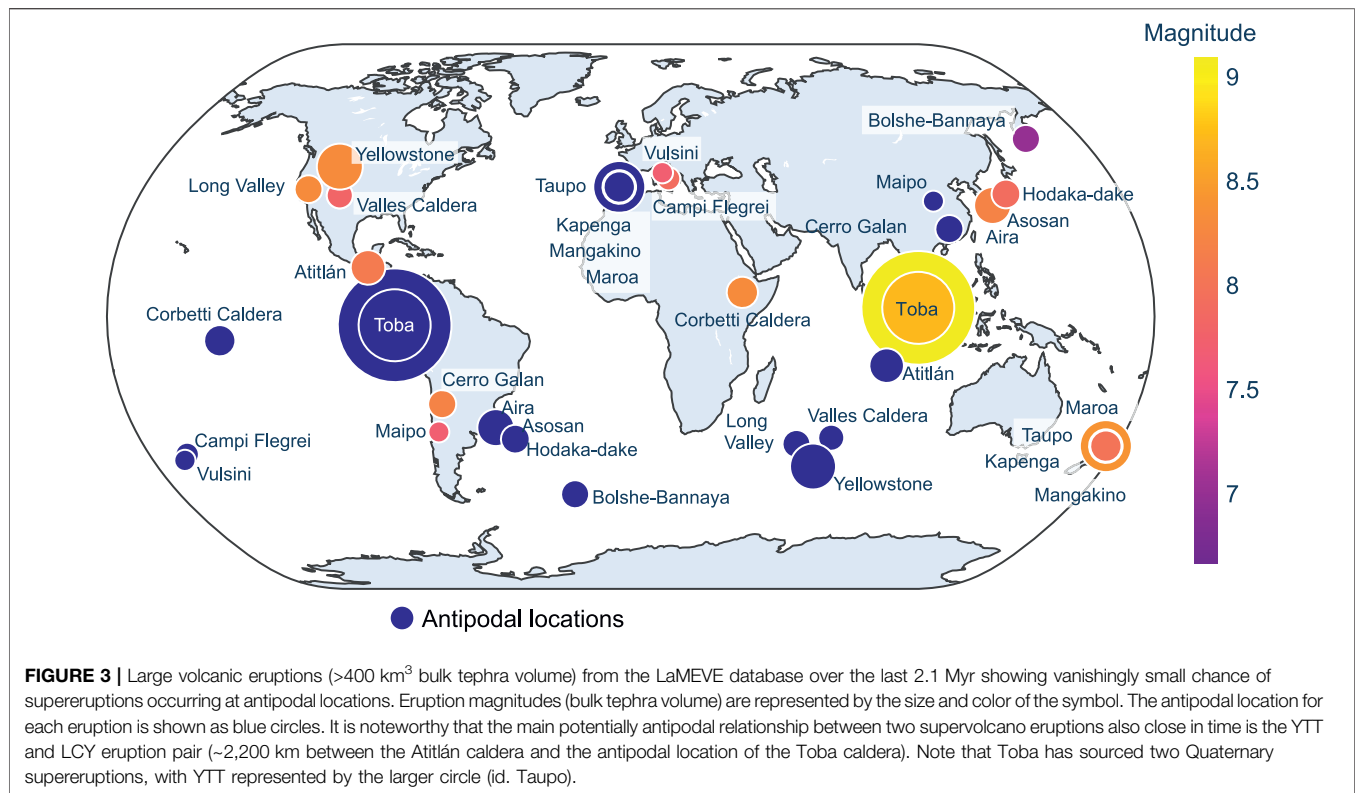 Magnitude
9
8.5
8
7.5
7
Bolshe-Bannaya
Yellowstone
Vulsini
Long Valley
Taupo
Maipo
Hodaka-dake
Valles Caldera
Campi Flegrei
Asosan
Kapenga
Cerro Galan
Aira
Mangakino
Atitlán
Maroa
Corbetti Caldera
Toba
Corbetti Caldera
Toba
Atitlán
Cerro Galan
Aira
Valles Caldera
Maroa
Maipo
Asosan
Long
Valley
Taupo
Campi Flegrei
Hodaka-dake
Kapenga
Vulsini
Yellowstone
Mangakino
Bolshe-Bannaya
Antipodal locations
FIGURE 3 | Large volcanic eruptions (>400 km³ bulk tephra volume) from the LaMEVE database over the last 2.1 Myr showing vanishingly small chance of
supereruptions occurring at antipodal locations. Eruption magnitudes (bulk tephra volume) are represented by the size and color of the symbol. The antipodal location for
each eruption is shown as blue circles. It is noteworthy that the main potentially antipodal relationship between two supervolcano eruptions also close in time is the YTT
and LCY eruption pair (~2,200 km between the Atitlán caldera and the antipodal location of the Toba caldera). Note that Toba has sourced two Quaternary
supereruptions, with YTT represented by the larger circle (id. Taupo).